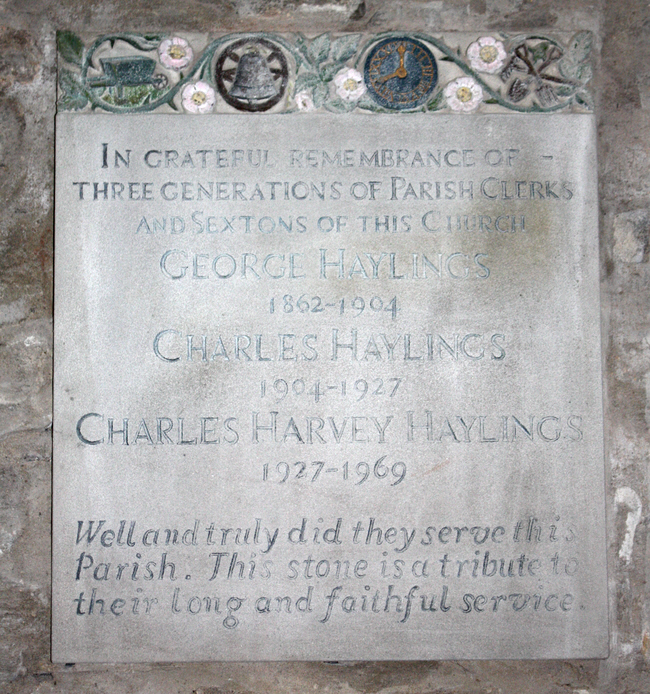 IN GRATEFUL REMEMBRANCE OF -
THREE GENERATIONS OF PARISH CLERKS
AND SEXTONS OF THIS CHURCH
GEORGE HAYLINGS
1862-1904
CHARLES HAYLINGS
1904-1927
CHARLES HARVEY HAYLINGS
1927-1969
Well and truly did they serve this
Parish. This stone is a tribute to
their long and faithful service.